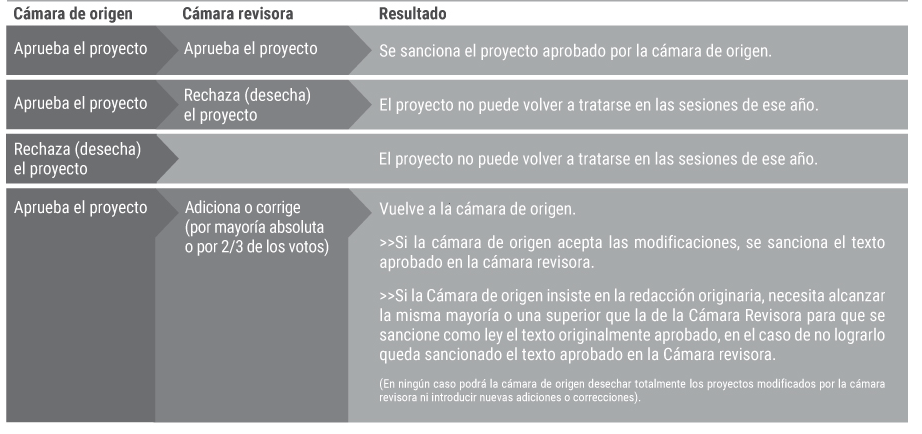 Cámara de origen
Cámara revisora
Resultado
Aprueba el proyecto
Aprueba el proyecto
Se sanciona el proyecto aprobado por la cámara de origen.
Aprueba el proyecto
Rechaza (desecha)
el proyecto
El proyecto no puede volver a tratarse en las sesiones de ese año.
Rechaza (desecha)
el proyecto
El proyecto no puede volver a tratarse en las sesiones de ese año.
Aprueba el proyecto
Adiciona o corrige
(por mayoría absoluta
o por 2/3 de los votos)
Vuelve a la cámara de origen.
>>Si la cámara de origen acepta las modificaciones, se sanciona el texto
aprobado en la cámara revisora.
>>Si la Cámara de origen insiste en la redacción originaria, necesita alcanzar
la misma mayoría o una superior que la de la Cámara Revisora para que se
sancione como ley el texto originalmente aprobado, en el caso de no lograrlo
queda sancionado el texto aprobado en la Cámara revisora.
(En ningún caso podrá la cámara de origen desechar totalmente los proyectos modificados por la cámara
revisora ni introducir nuevas adiciones o correcciones).